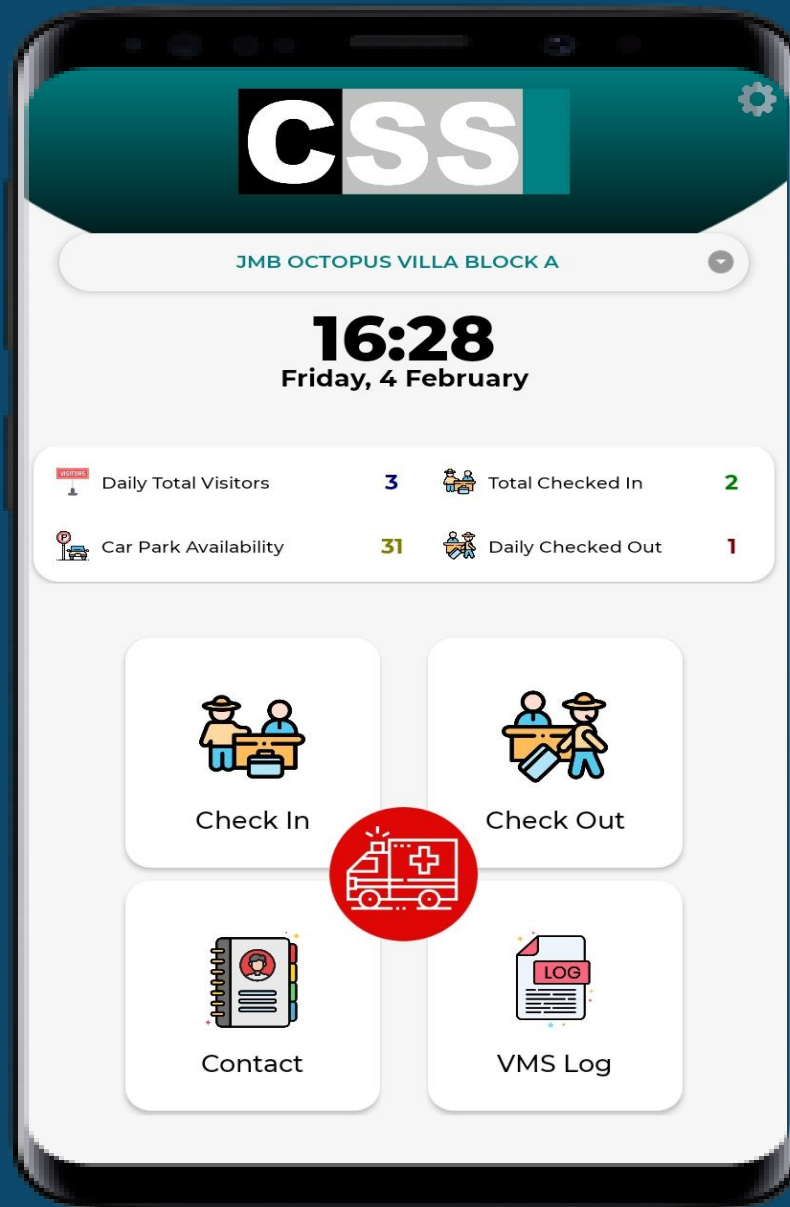 CSS
JMB OCTOPUS VILLA BLOCK A
16:28
Friday, 4 February
VISITORS
Daily Total Visitors 3
Total Checked In 2
P
Car Park Availability 31
Daily Checked Out 1
Check In
Check Out
LOG
Contact
VMS Log